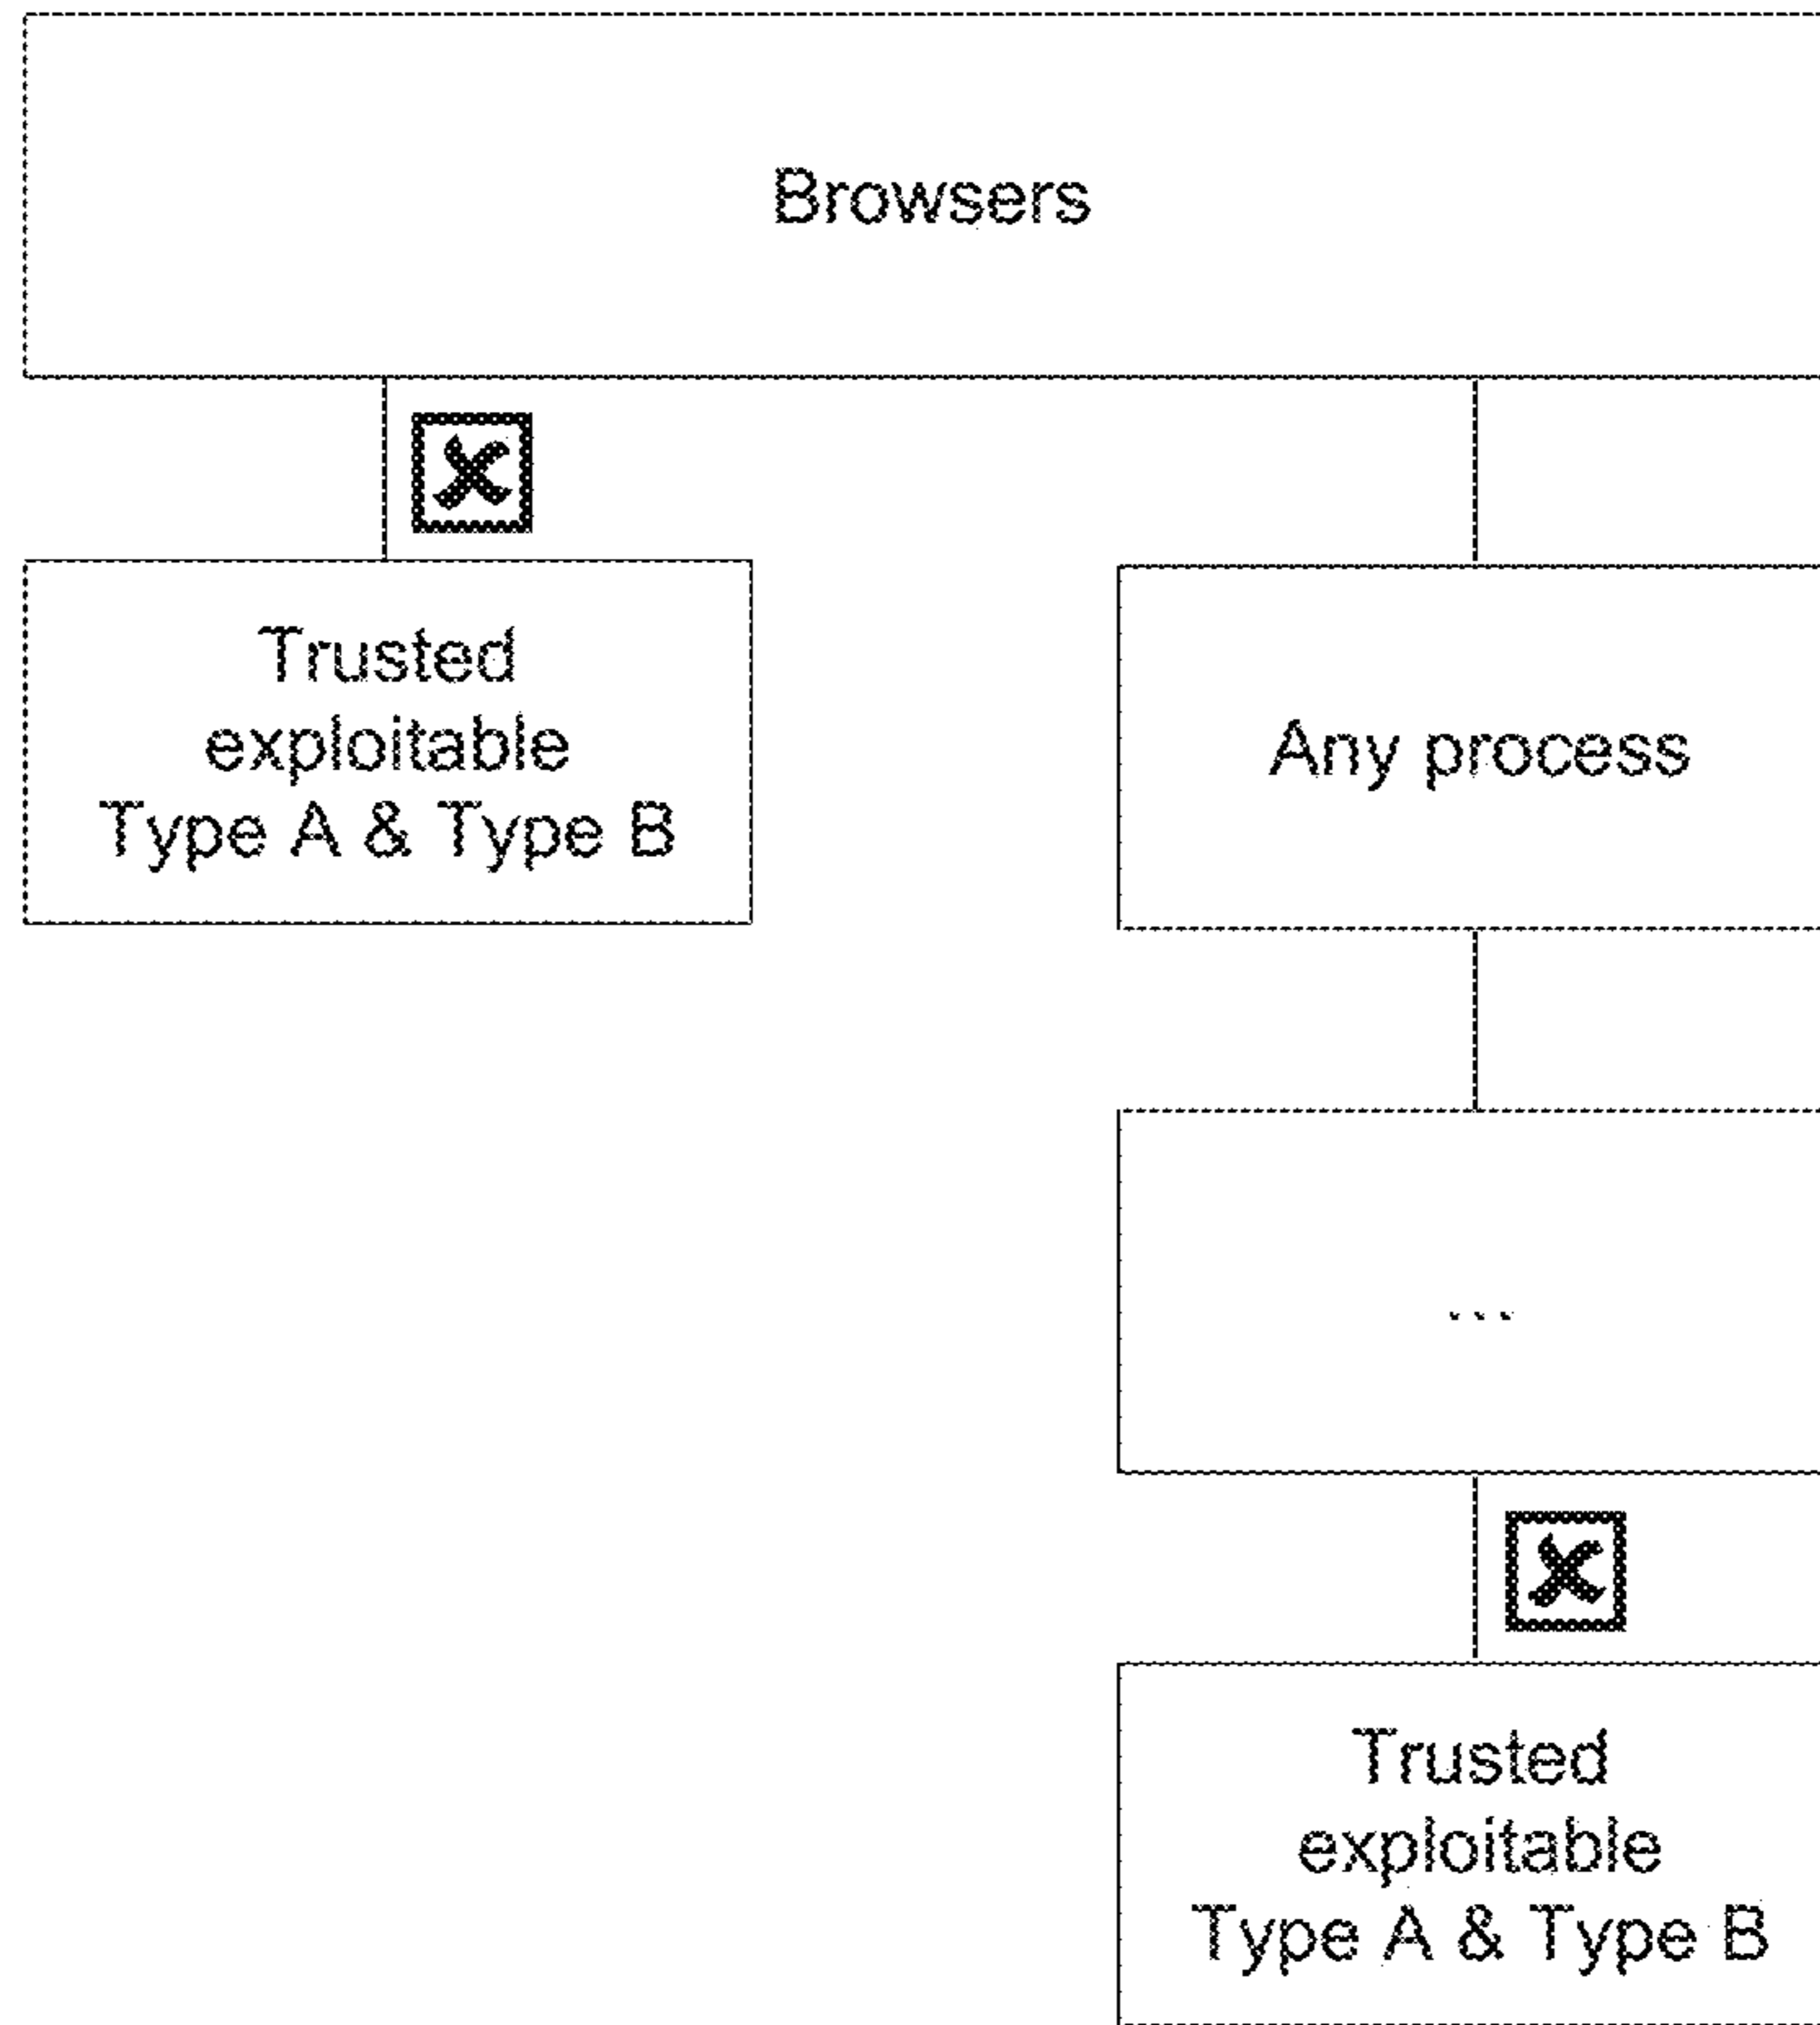 Browsers
Trusted
exploitable
Type A & Type B
Any process
...
Trusted
exploitable
Type A & Type B